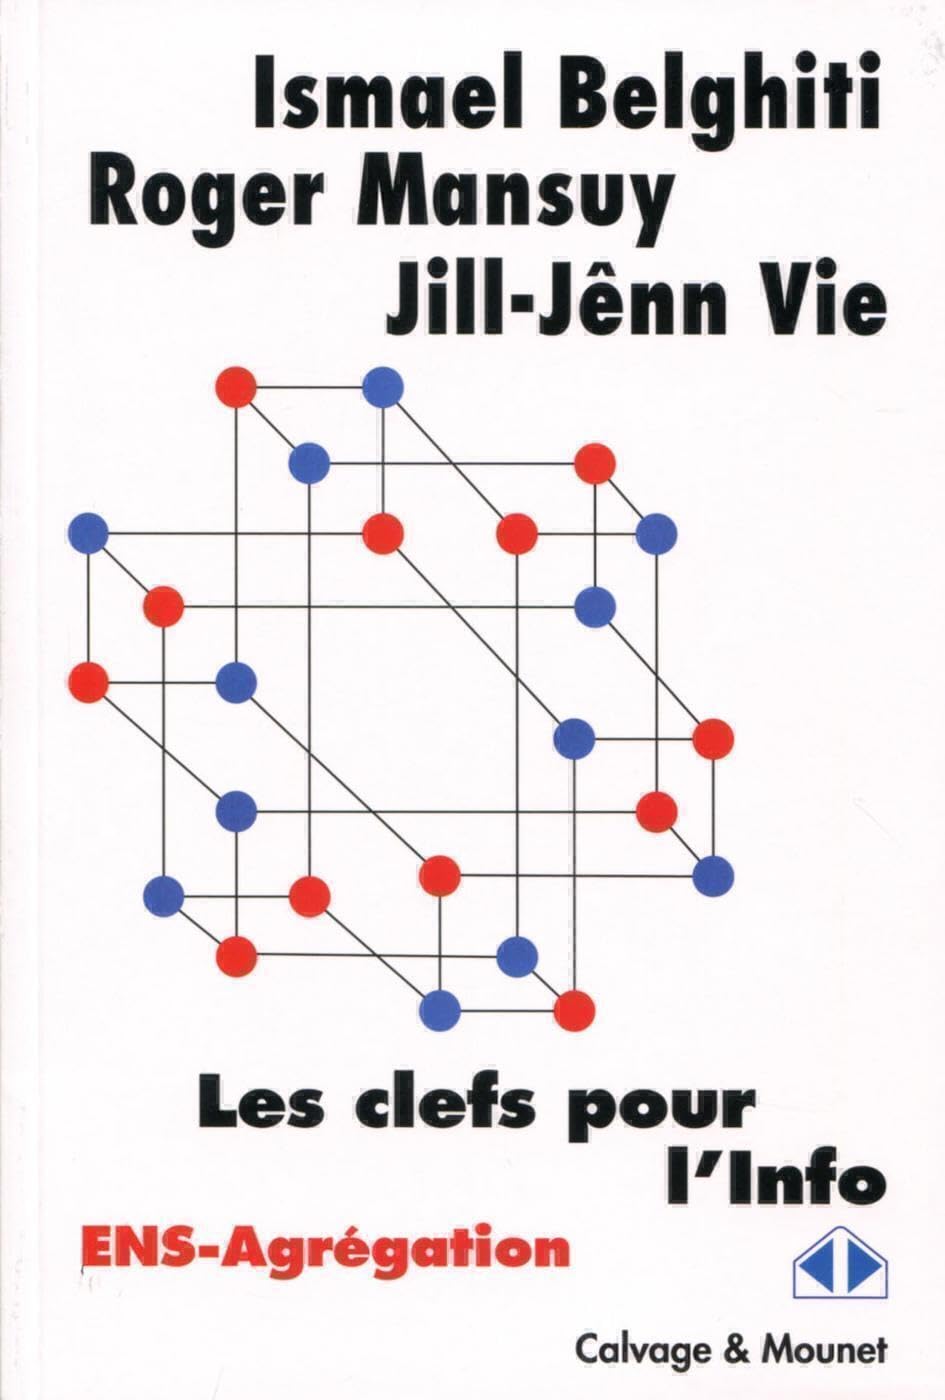 Ismael Belghiti
Roger Mansuy
Jill-Jênn Vie
Les clefs pour
l'Info
ENS-Agrégation
Calvage & Mounet